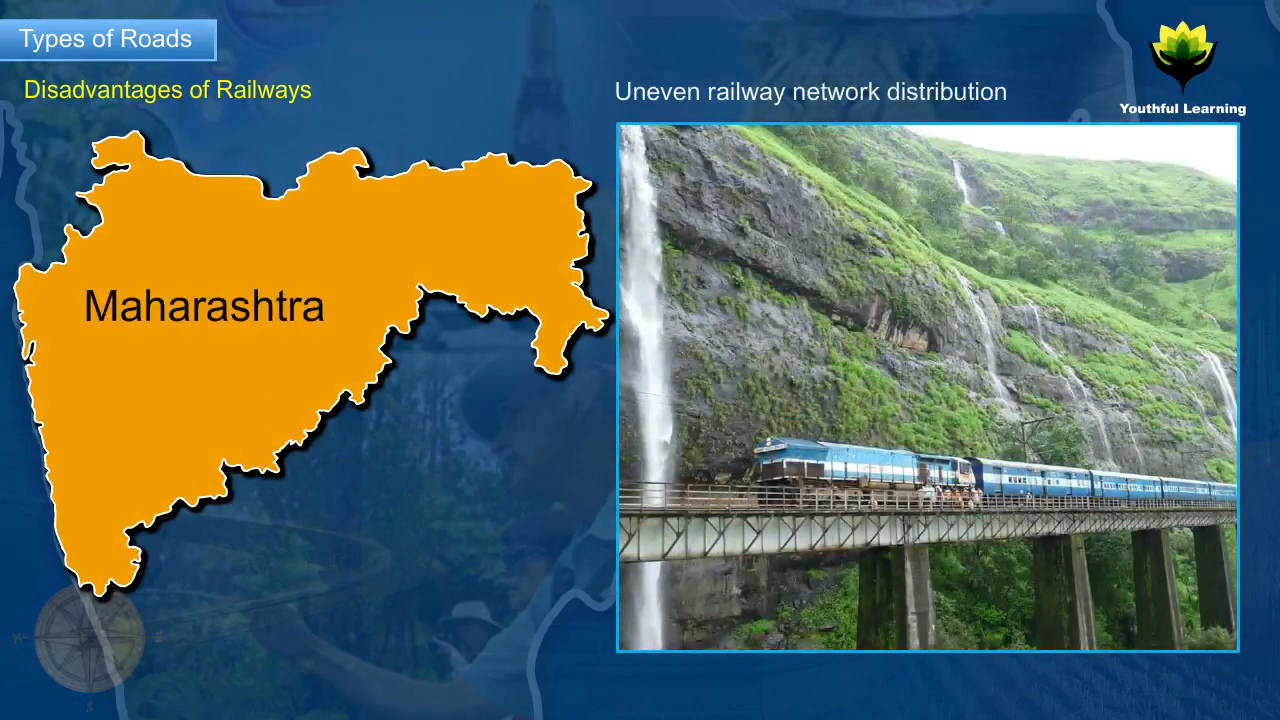 Types of Roads
Disadvantages of Railways
Uneven railway network distribution
Youthful Learning
Maharashtra